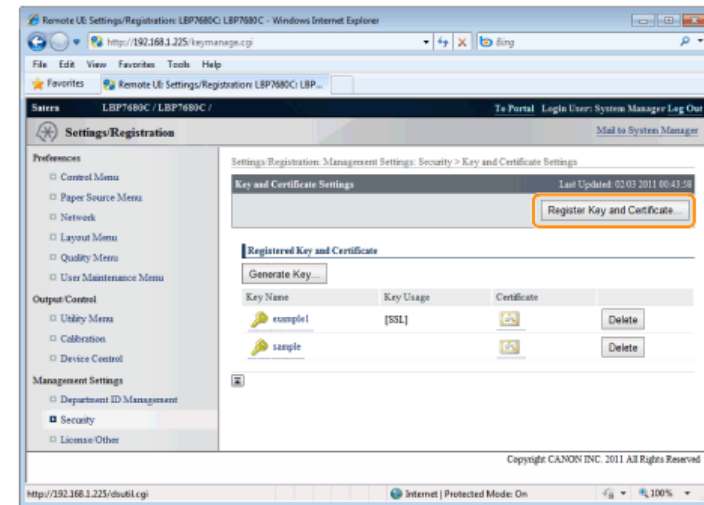 Remote UI: Settings/Registration: LBP7680C: LBP7680C - Windows Internet Explorer
http://192.168.1.225/keymanage.cgi
Bing
File Edit View Favorites Tools Help
Favorites Remote UI: Settings/Registration: LBP7680C: LBP...
Satera LBP7680C / LBP7680C / To Portal Login User: System Manager Log Out
Settings/Registration Mail to System Manager
Preferences
Control Menu
Paper Source Menu
Network
Layout Menu
Quality Menu
User Maintenance Menu
Output/Control
Utility Menu
Calibration
Device Control
Management Settings
Department ID Management
Security
License/Other
Settings/Registration: Management Settings: Security > Key and Certificate Settings
Key and Certificate Settings Last Updated: 02/03 2011 00:43:58
Register Key and Certificate...
Registered Key and Certificate
Generate Key...
Key Name Key Usage Certificate
example1 [SSL] Delete
sample Delete
Copyright CANON INC. 2011 All Rights Reserved
http://192.168.1.225/dsutil.cgi Internet | Protected Mode: On 100%